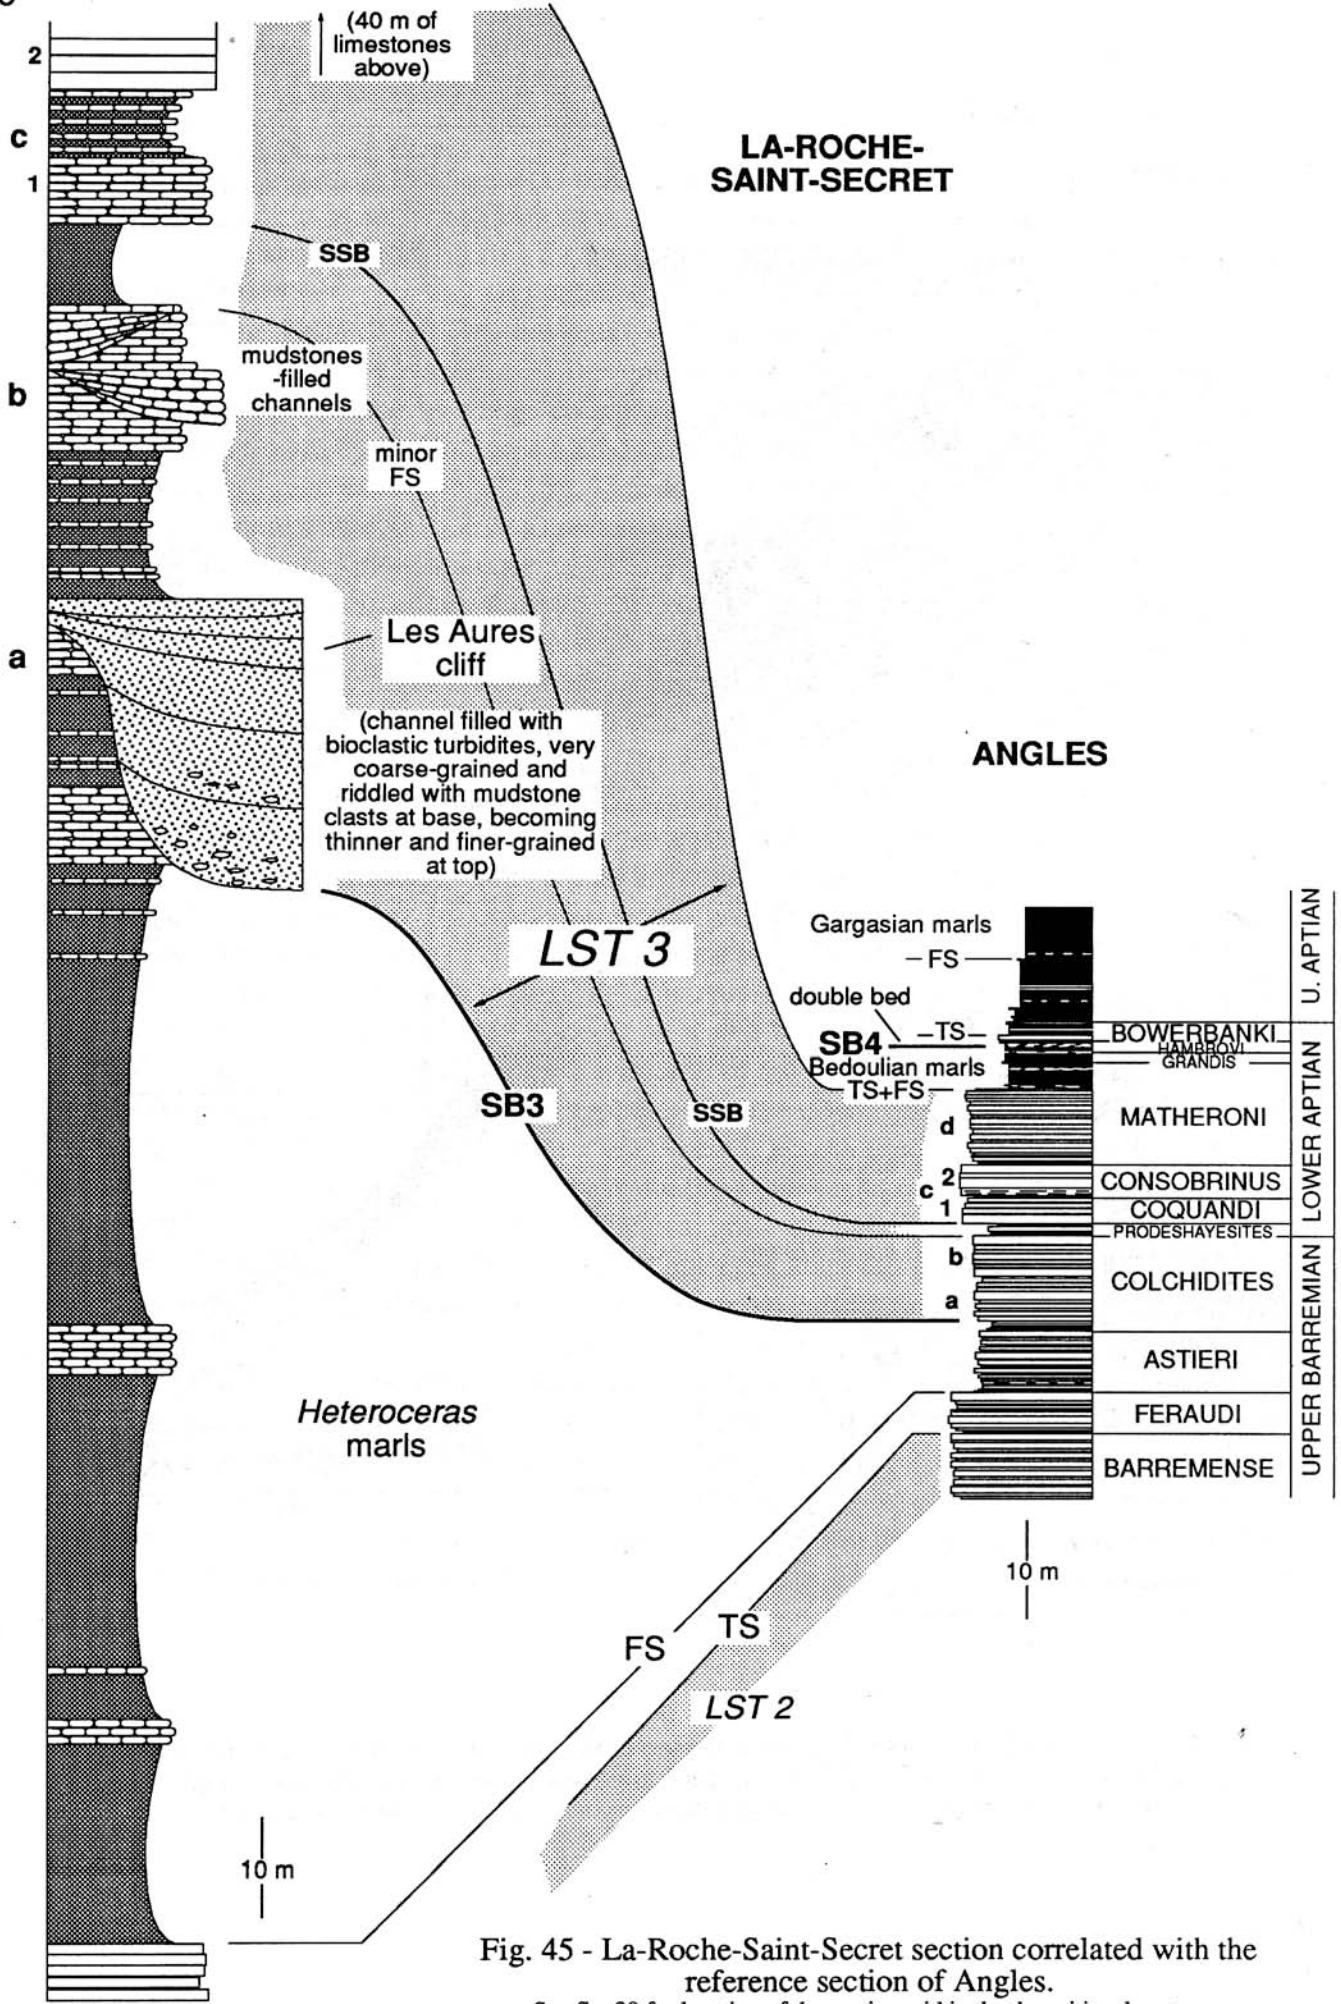 2
c
1
b
a
(40 m of
limestones
above)
LA-ROCHE-
SAINT-SECRET
SSB
mudstones
-filled
channels
minor
FS
Les Aures
cliff
(channel filled with
bioclastic turbidites, very
coarse-grained and
riddled with mudstone
clasts at base, becoming
thinner and finer-grained
at top)
LST 3
SB3
SSB
ANGLES
Gargasian marls
FS
double bed
TS
SB4
Bedoulian marls
TS+FS
d
2
c
1
b
a
BOWERBANKI
HAMBROVI
GRANDIS
MATHERONI
CONSOBRINUS
COQUANDI
PRODESHAYESITES
COLCHIDITES
ASTIERI
FERAUDI
BARREMENSE
U. APTIAN
LOWER APTIAN
UPPER BARREMIAN
10 m
Heteroceras
marls
FS
TS
LST 2
10 m
Fig. 45 - La-Roche-Saint-Secret section correlated with the
reference section of Angles.